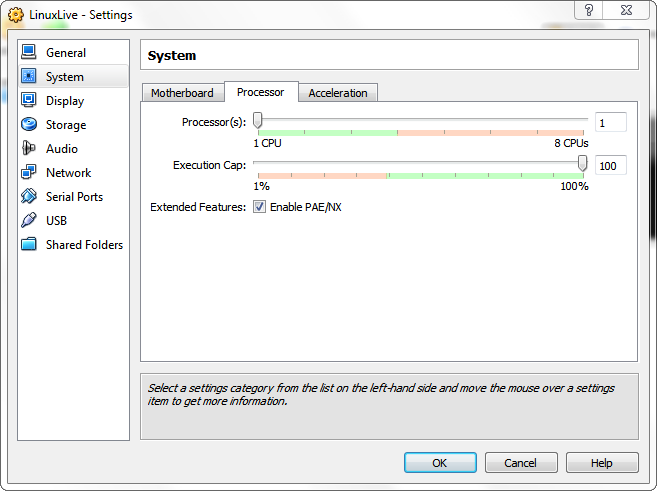 LinuxLive - Settings
General
System
Display
Storage
Audio
Network
Serial Ports
USB
Shared Folders
System
Motherboard Processor Acceleration
Processor(s): 1
1 CPU 8 CPUs
Execution Cap: 100
1% 100%
Extended Features: Enable PAE/NX
Select a settings category from the list on the left-hand side and move the mouse over a settings
item to get more information.
OK Cancel Help